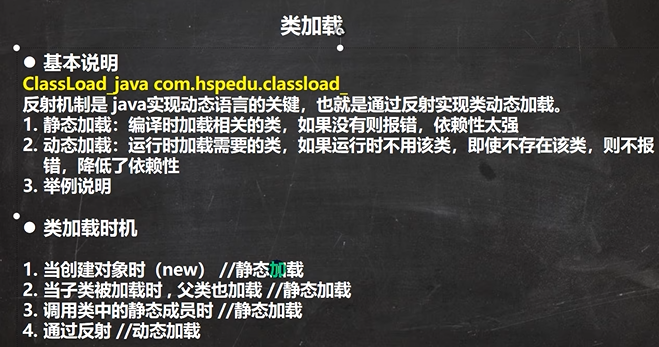 类加载
● 基本说明
ClassLoad_java com.hspedu.classload_
反射机制是 java实现动态语言的关键，也就是通过反射实现类动态加载。
1. 静态加载：编译时加载相关的类，如果没有则报错，依赖性太强
2. 动态加载：运行时加载需要的类，如果运行时不用该类，即使不存在该类，则不报
错，降低了依赖性
3. 举例说明
● 类加载时机
1. 当创建对象时（new） //静态加载
2. 当子类被加载时，父类也加载 //静态加载
3. 调用类中的静态成员时 //静态加载
4. 通过反射 //动态加载